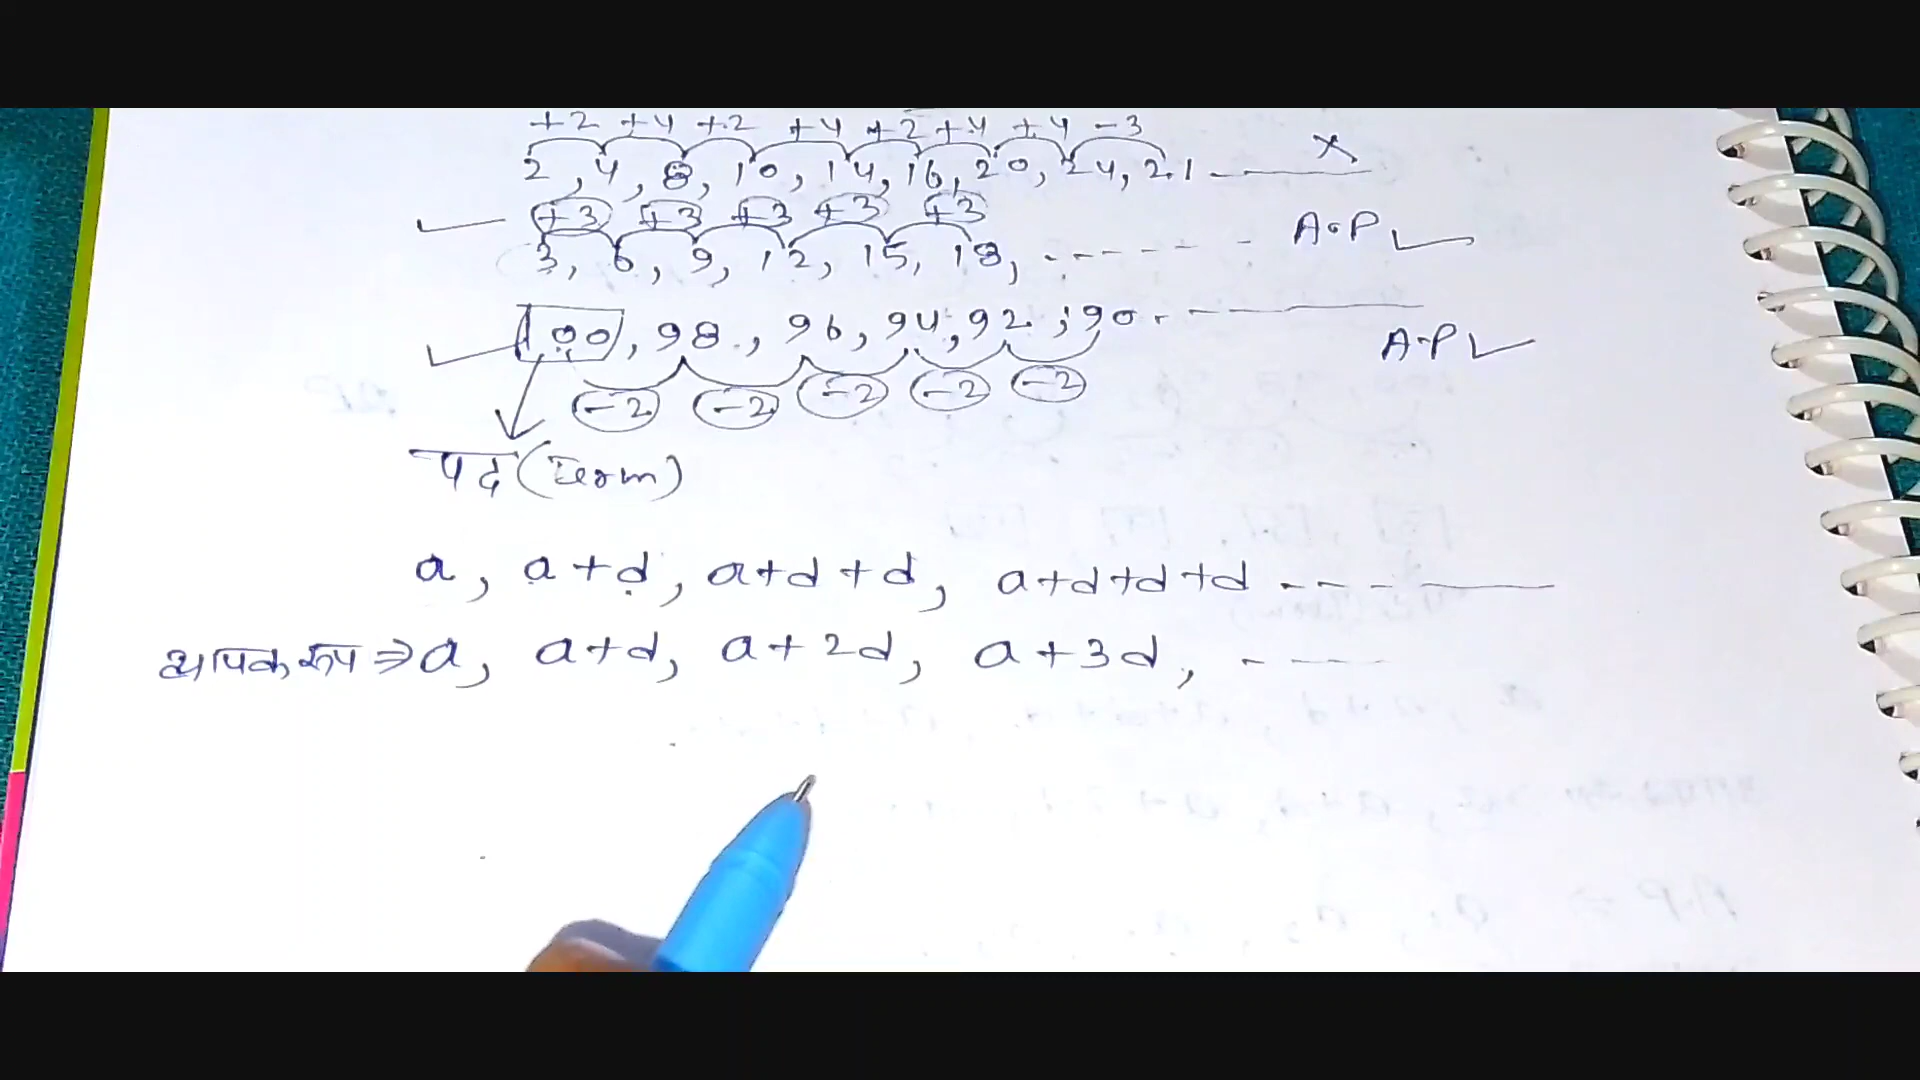 +2 +4 +2 +4 +2 +4 +4 -3
2, 4, 8, 10, 14, 16, 20, 24, 21 ---- ×
+3 +3 +3 +3 +3
3, 6, 9, 12, 15, 18, ------- A.P ✓
100, 98, 96, 94, 92, 90. ---- A.P ✓
-2 -2 -2 -2 -2
पद (Term)
a, a+d, a+d+d, a+d+d+d ----
व्यापक रूप ⇒ a, a+d, a+2d, a+3d, ----